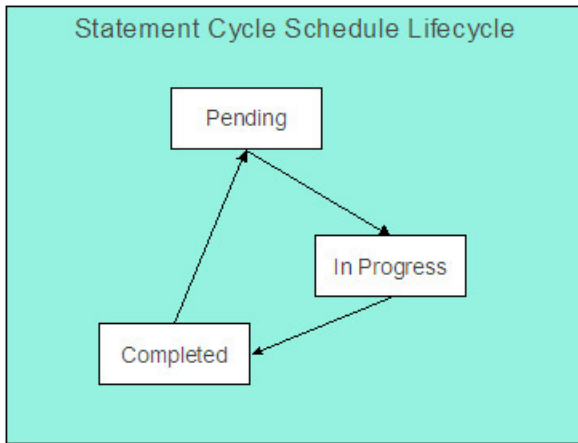 Statement Cycle Schedule Lifecycle
Pending
In Progress
Completed